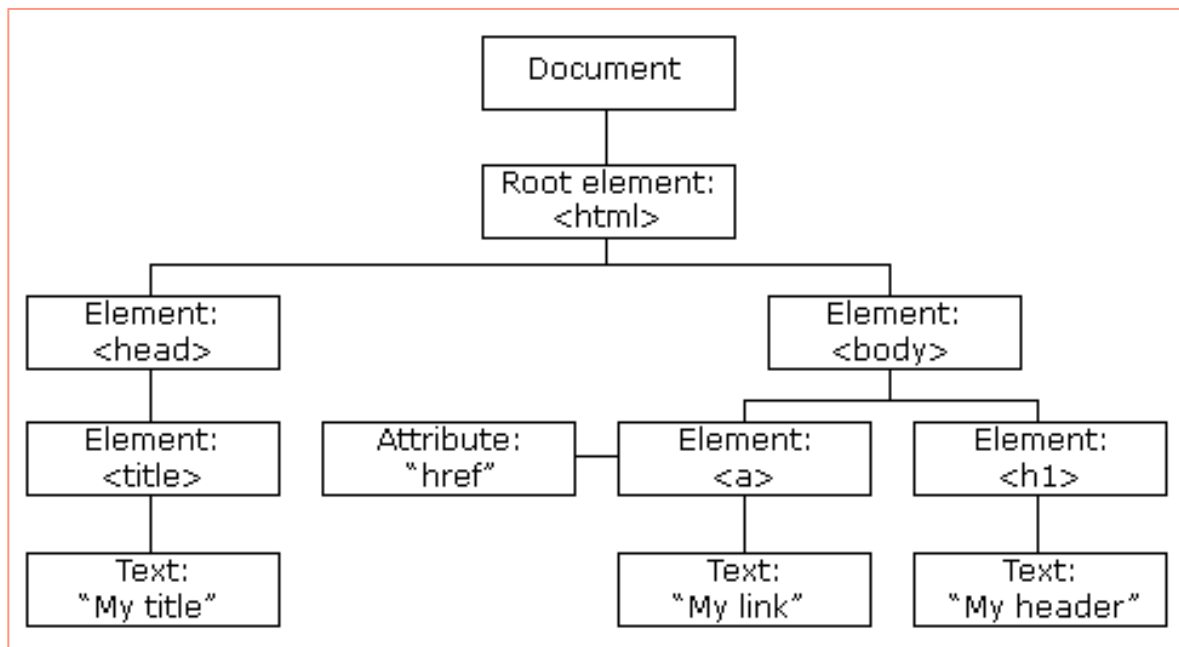 Document
Root element:
<html>
Element:
<head>
Element:
<body>
Element:
<title>
Attribute:
“href”
Element:
<a>
Element:
<h1>
Text:
“My title”
Text:
“My link”
Text:
“My header”